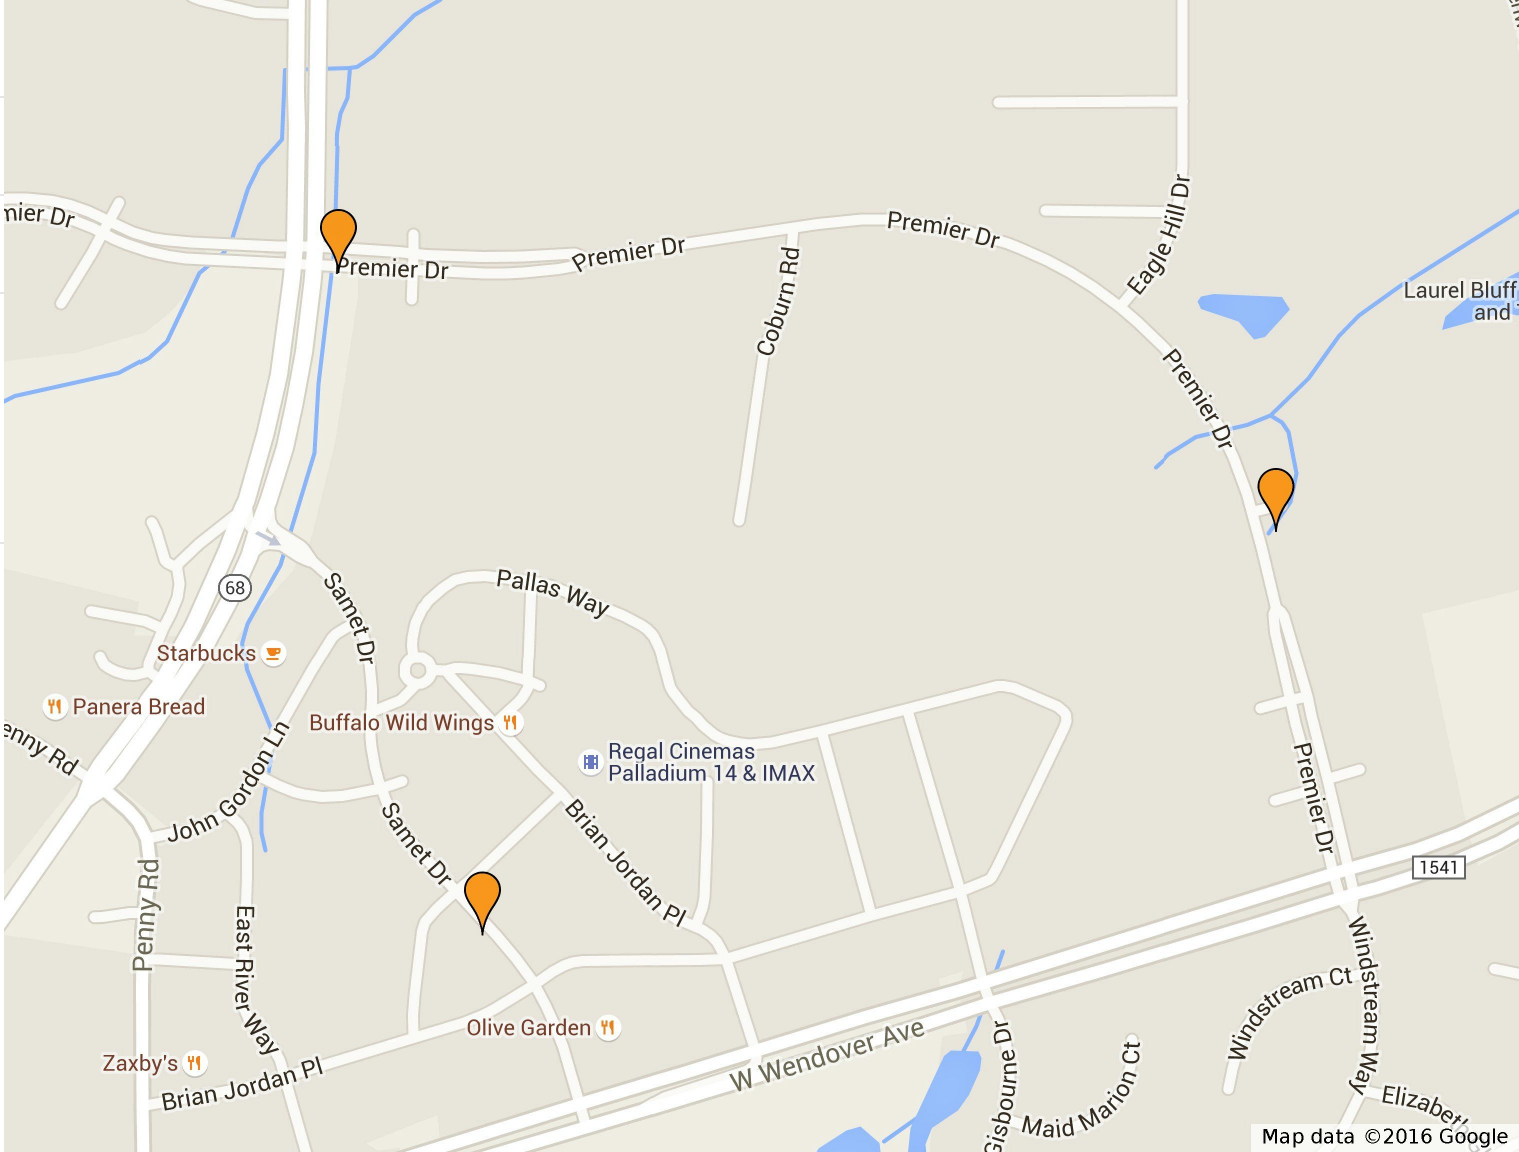 mier Dr
Premier Dr
Premier Dr
Premier Dr
Eagle Hill Dr
Coburn Rd
Laurel Bluff
and
Premier Dr
68
Samet Dr
Pallas Way
Starbucks
Panera Bread
Buffalo Wild Wings
enny Rd
John Gordon Ln
Regal Cinemas
Palladium 14 & IMAX
Premier Dr
Samet Dr
Brian Jordan Pl
1541
Penny Rd
East River Way
Windstream Way
Windstream Ct
Olive Garden
W Wendover Ave
Gisbourne Dr
Zaxby's
Brian Jordan Pl
Maid Marion Ct
Elizabeth
Map data ©2016 Google